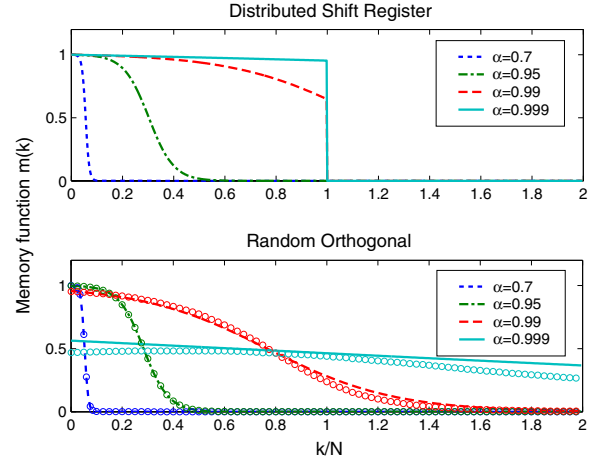 Distributed Shift Register
1
0.5
0
0 0.2 0.4 0.6 0.8 1 1.2 1.4 1.6 1.8 2
α=0.7
α=0.95
α=0.99
α=0.999
Memory function m(k)
Random Orthogonal
1
0.5
0
0 0.2 0.4 0.6 0.8 1 1.2 1.4 1.6 1.8 2
α=0.7
α=0.95
α=0.99
α=0.999
k/N